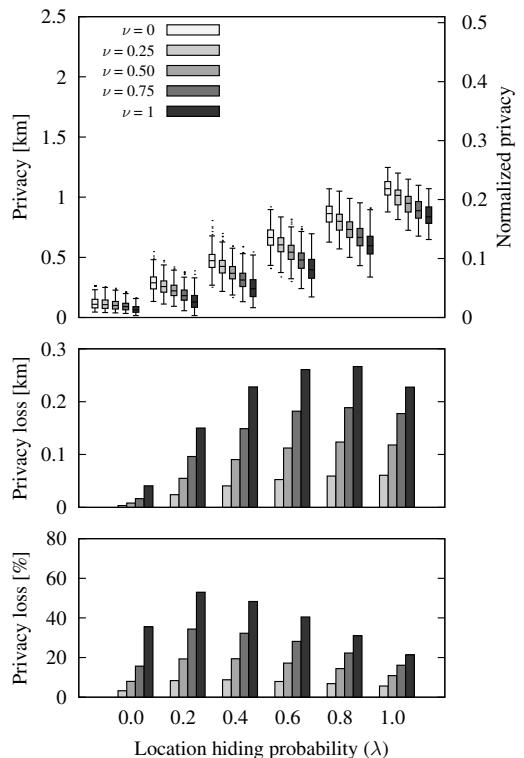 2.5
2
1.5
1
0.5
0
Privacy [km]
ν = 0
ν = 0.25
ν = 0.50
ν = 0.75
ν = 1
0.5
0.4
0.3
0.2
0.1
0
Normalized privacy
0.3
0.2
0.1
0
Privacy loss [km]
80
60
40
20
0
Privacy loss [%]
0.0 0.2 0.4 0.6 0.8 1.0
Location hiding probability (λ)